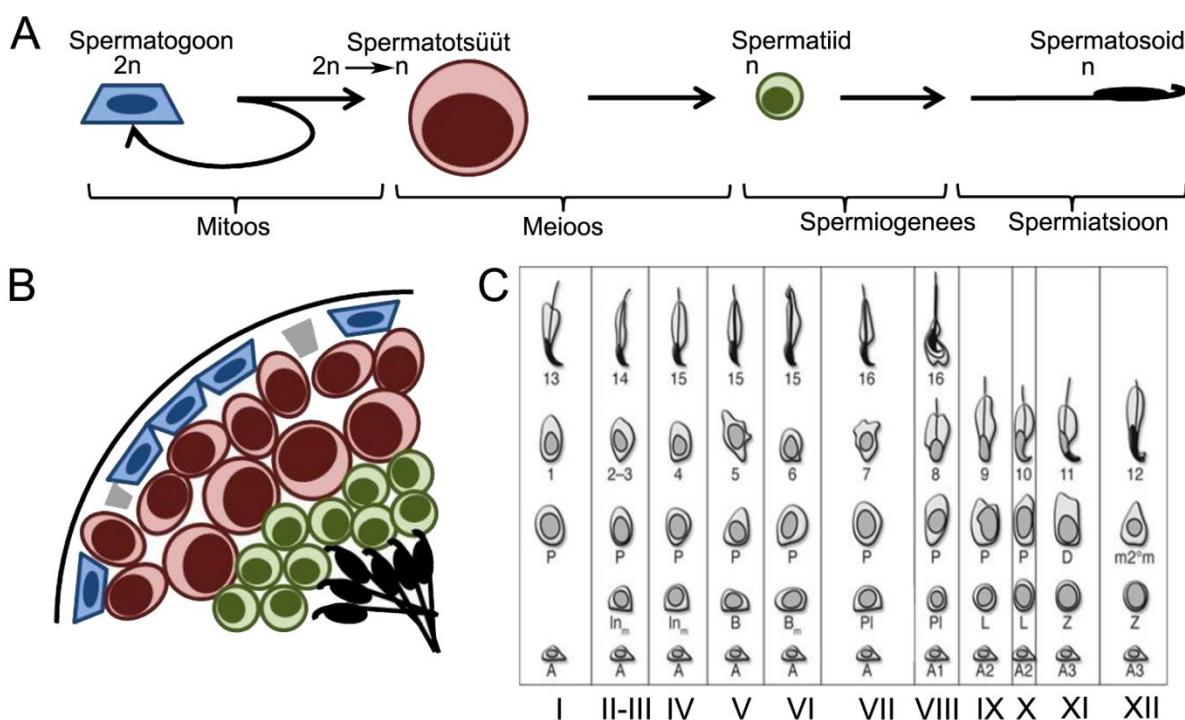 A
Spermatogoon
2n
Spermatotsüüt
2n → n
Spermatiid
n
Spermatosoid
n
Mitoos
Meioos
Spermiogenees
Spermiatsioon
B
C
13 14 15 15 15 16 16
1 2–3 4 5 6 7 8 9 10 11 12
P P P P P P P P P D m2°m
In m In m B B m Pl Pl L L Z Z
A A A A A A A1 A2 A2 A3 A3
I II-III IV V VI VII VIII IX X XI XII